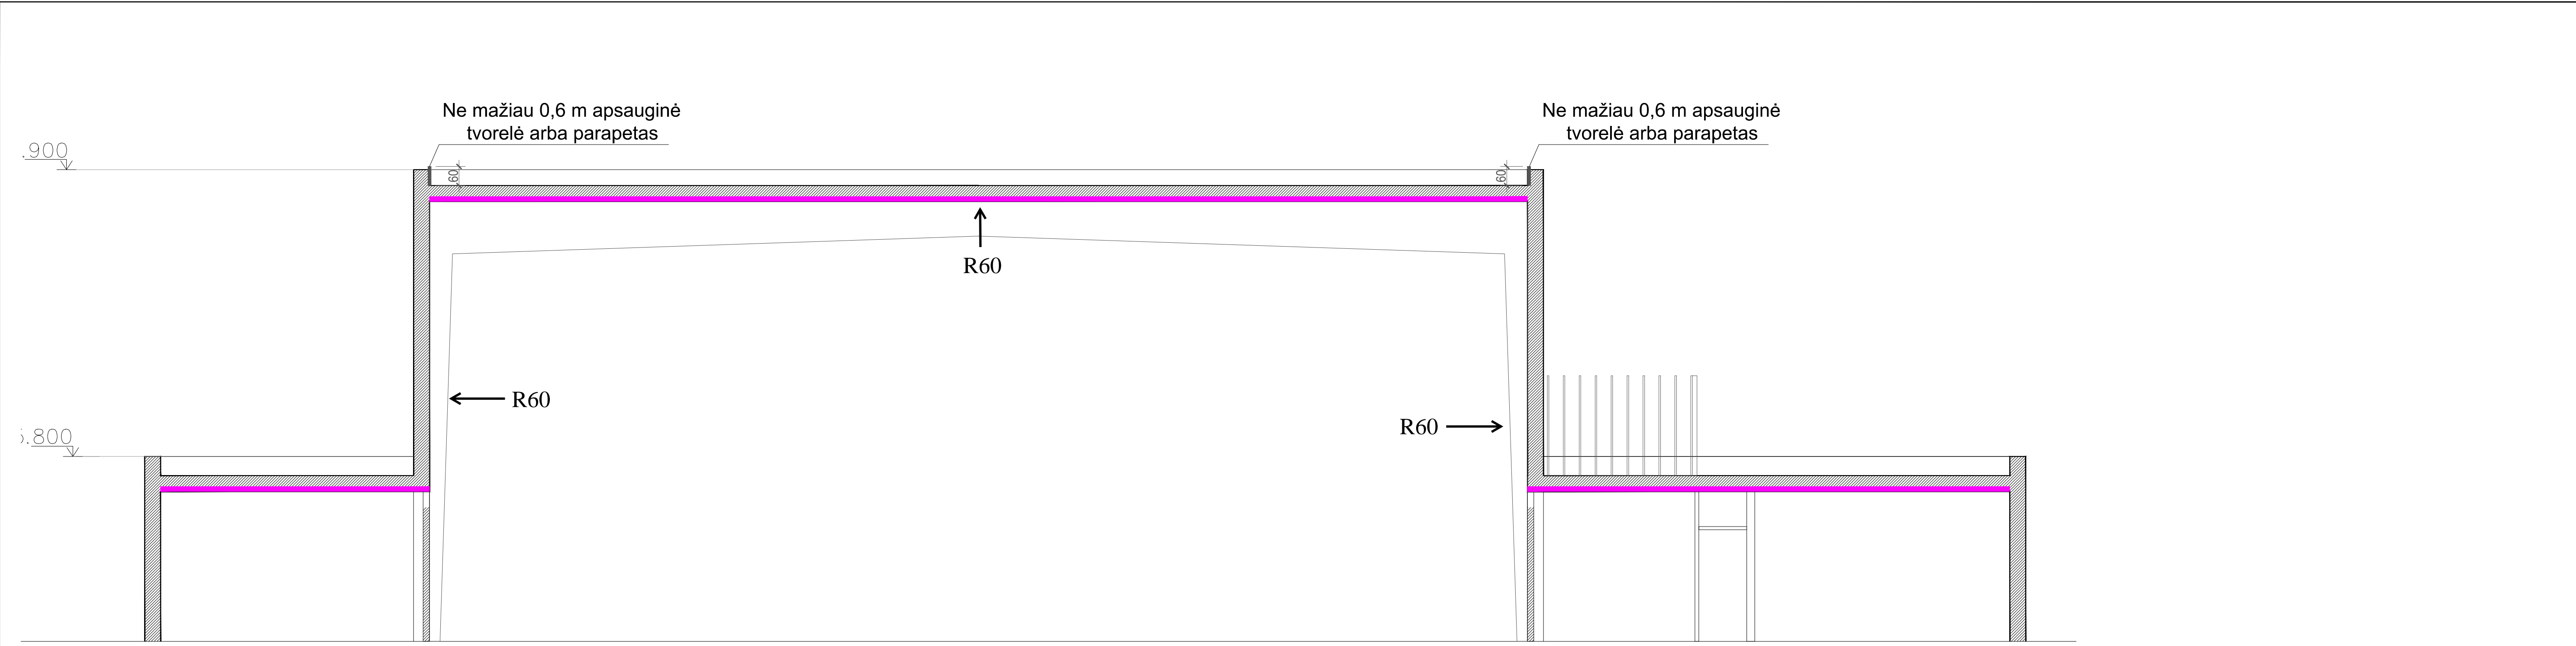 Ne mažiau 0,6 m apsauginė
tvorelė arba parapetas
Ne mažiau 0,6 m apsauginė
tvorelė arba parapetas
.900
.60
.60
R60
R60
R60
.800